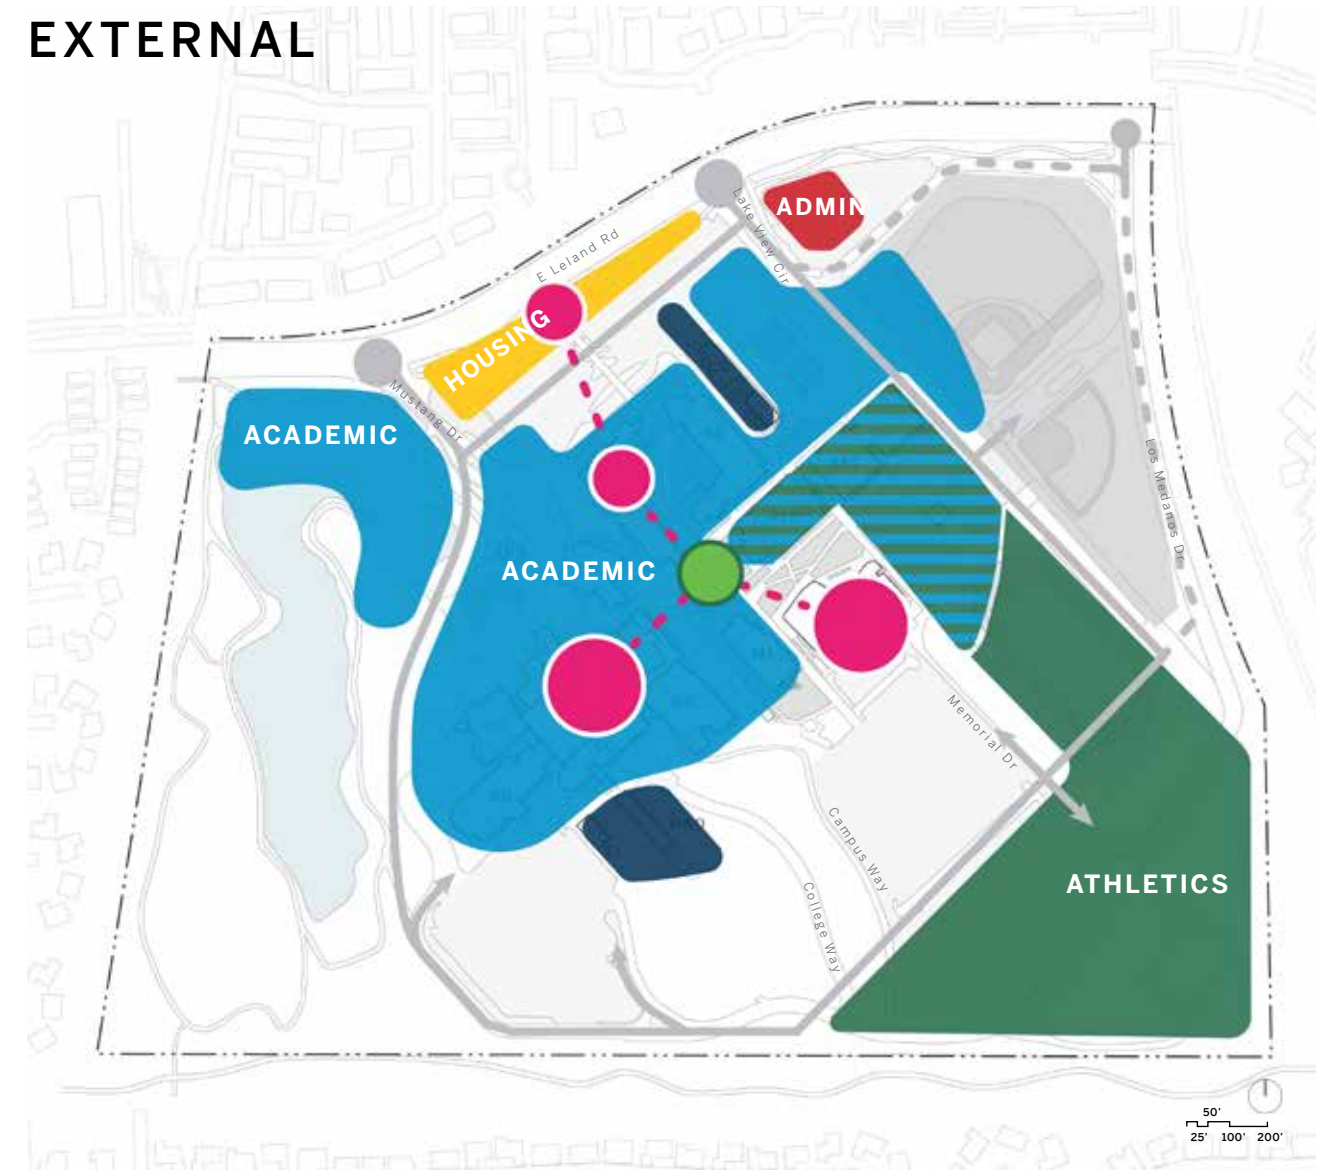 EXTERNAL
ADMIN
Lake View Cir
E Leland Rd
HOUSING
Mustang Dr
ACADEMIC
Los Medanos Dr
ACADEMIC
Memorial Dr
Campus Way
ATHLETICS
College Way
50'
25' 100' 200'